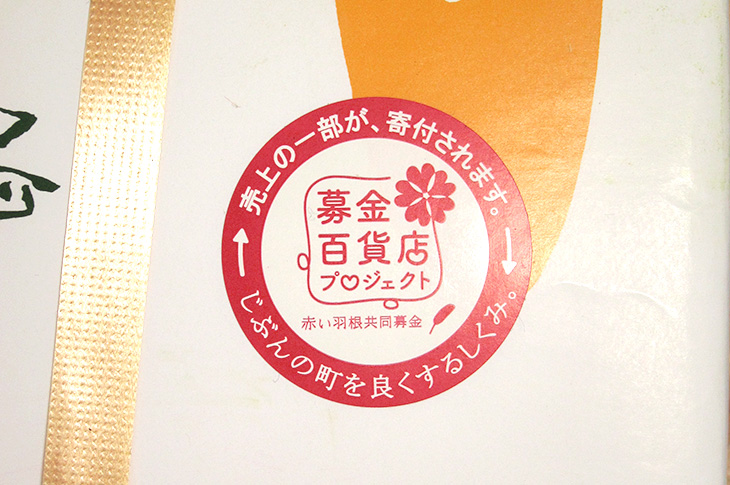 売上の一部が、寄付されます。
募金
百貨店
プロジェクト
赤い羽根共同募金
じぶんの町を良くするしくみ。